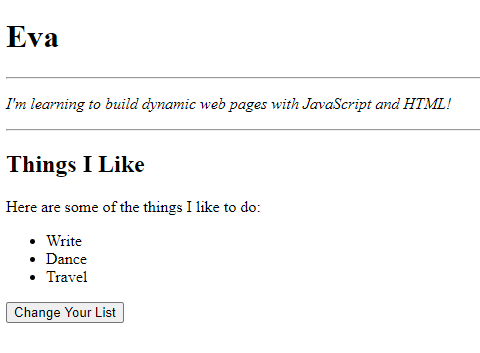 Eva
I'm learning to build dynamic web pages with JavaScript and HTML!
Things I Like
Here are some of the things I like to do:
• Write
• Dance
• Travel
Change Your List